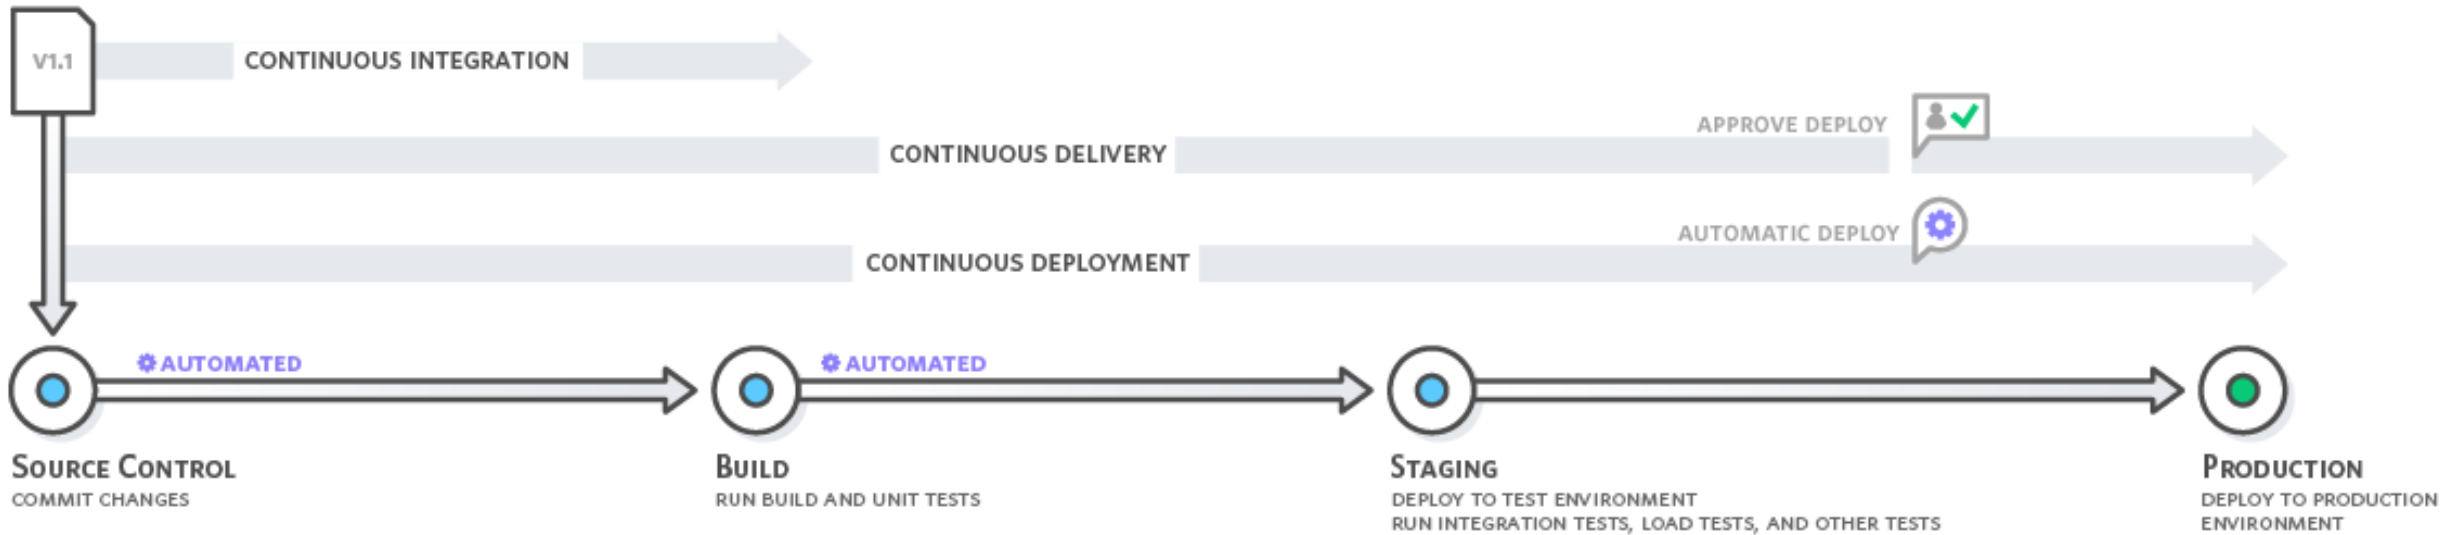 V1.1
CONTINUOUS INTEGRATION
APPROVE DEPLOY
CONTINUOUS DELIVERY
AUTOMATIC DEPLOY
CONTINUOUS DEPLOYMENT
AUTOMATED
AUTOMATED
SOURCE CONTROL
COMMIT CHANGES
BUILD
RUN BUILD AND UNIT TESTS
STAGING
DEPLOY TO TEST ENVIRONMENT
RUN INTEGRATION TESTS, LOAD TESTS, AND OTHER TESTS
PRODUCTION
DEPLOY TO PRODUCTION
ENVIRONMENT